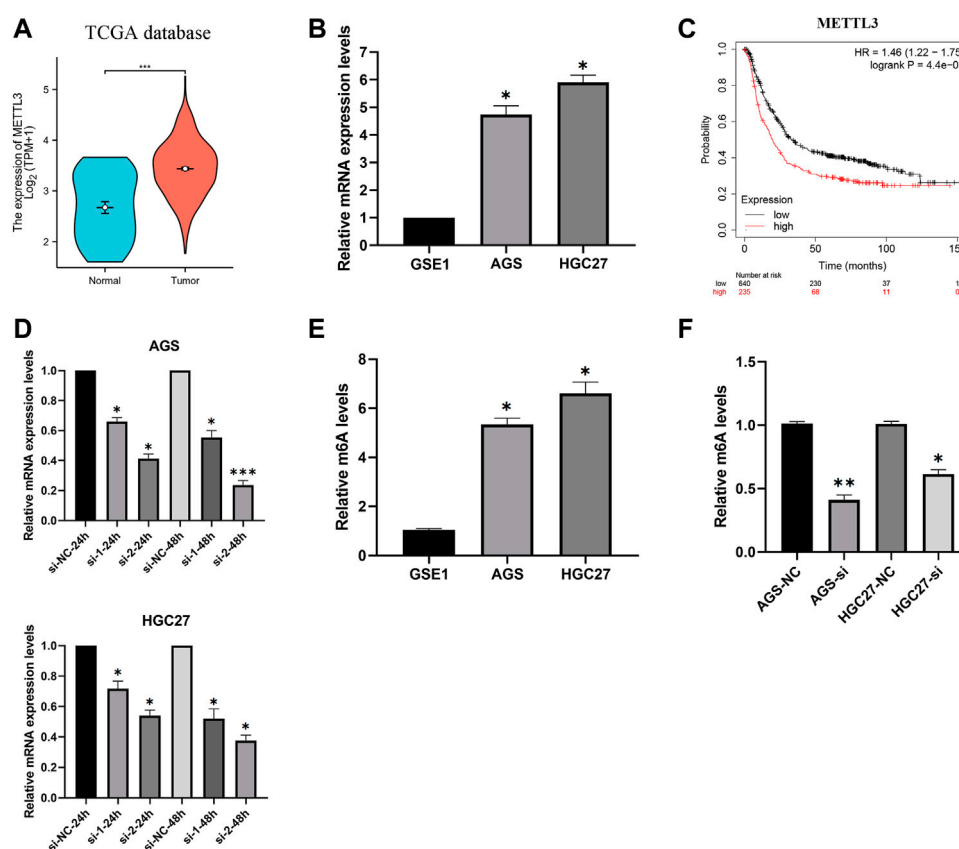 A
TCGA database
***
The expression of METTL3
Log2 (TPM+1)
5
4
3
2
Normal
Tumor
B
Relative mRNA expression levels
7
6
5
4
3
2
1
0
*
*
GSE1
AGS
HGC27
C
METTL3
HR = 1.46 (1.22 − 1.75
logrank P = 4.4e−0
Probability
1.0
0.8
0.6
0.4
0.2
0.0
Expression
low
high
0
50
100
15
Time (months)
Number at risk
low 640 230 37 1
high 235 68 11 0
D
AGS
Relative mRNA expression levels
1.0
0.8
0.6
0.4
0.2
0.0
*
*
*
***
si-NC-24h
si-1-24h
si-2-24h
si-NC-48h
si-1-48h
si-2-48h
HGC27
Relative mRNA expression levels
1.0
0.8
0.6
0.4
0.2
0.0
*
*
*
*
si-NC-24h
si-1-24h
si-2-24h
si-NC-48h
si-1-48h
si-2-48h
E
Relative m6A levels
8
6
4
2
0
*
*
GSE1
AGS
HGC27
F
Relative m6A levels
1.5
1.0
0.5
0.0
**
*
AGS-NC
AGS-si
HGC27-NC
HGC27-si